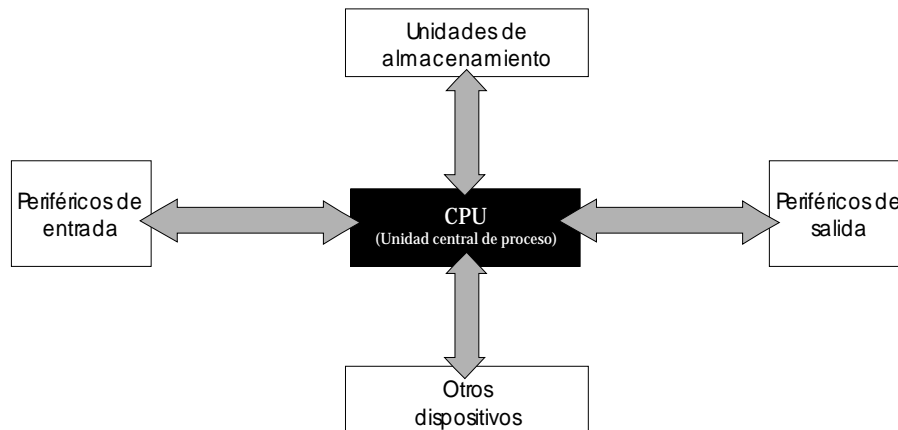 Unidades de
almacenamiento
Periféricos de
entrada
CPU
(Unidad central de proceso)
Periféricos de
salida
Otros
dispositivos